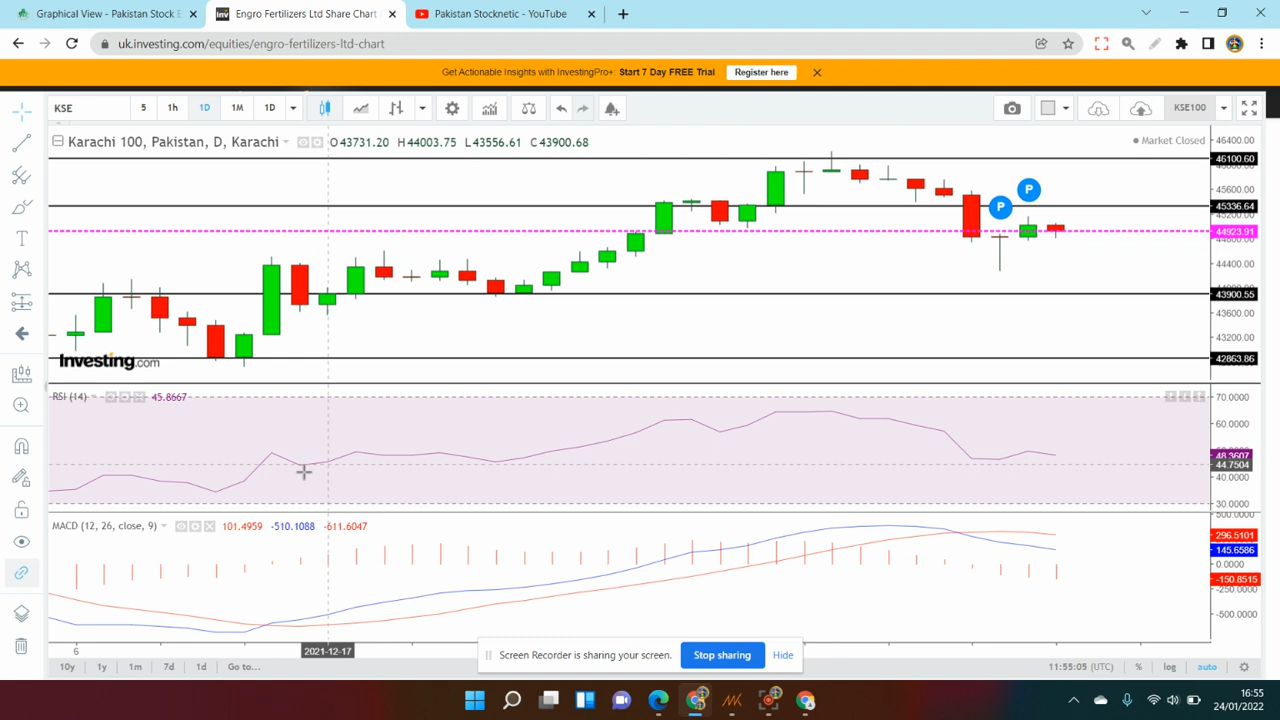 Graphical View - Pakistan Stock E
Engro Fertilizers Ltd Share Chart
Pakistan Stocknetic - YouTube
uk.investing.com/equities/engro-fertilizers-ltd-chart
Get Actionable Insights with InvestingPro+: Start 7 Day FREE Trial Register here
KSE 5 1h 1D 1M 1D KSE100
Karachi 100, Pakistan, D, Karachi O43731.20 H44003.75 L43556.61 C43900.68 Market Closed
46400.00
46100.60
45600.00
45336.64
P P
44923.91
44400.00
43900.55
43600.00
43200.00
42863.86
Investing.com
RSI (14) 45.8667
70.0000
60.0000
48.3607
44.7504
40.0000
30.0000
MACD (12, 26, close, 9) 101.4959 -510.1088 -611.6047
296.5101
145.6586
0.0000
-150.8515
-500.0000
6 2021-12-17
Screen Recorder is sharing your screen. Stop sharing Hide
10y 1y 1m 7d 1d Go to... 11:55:05 (UTC) % log auto
16:55
24/01/2022